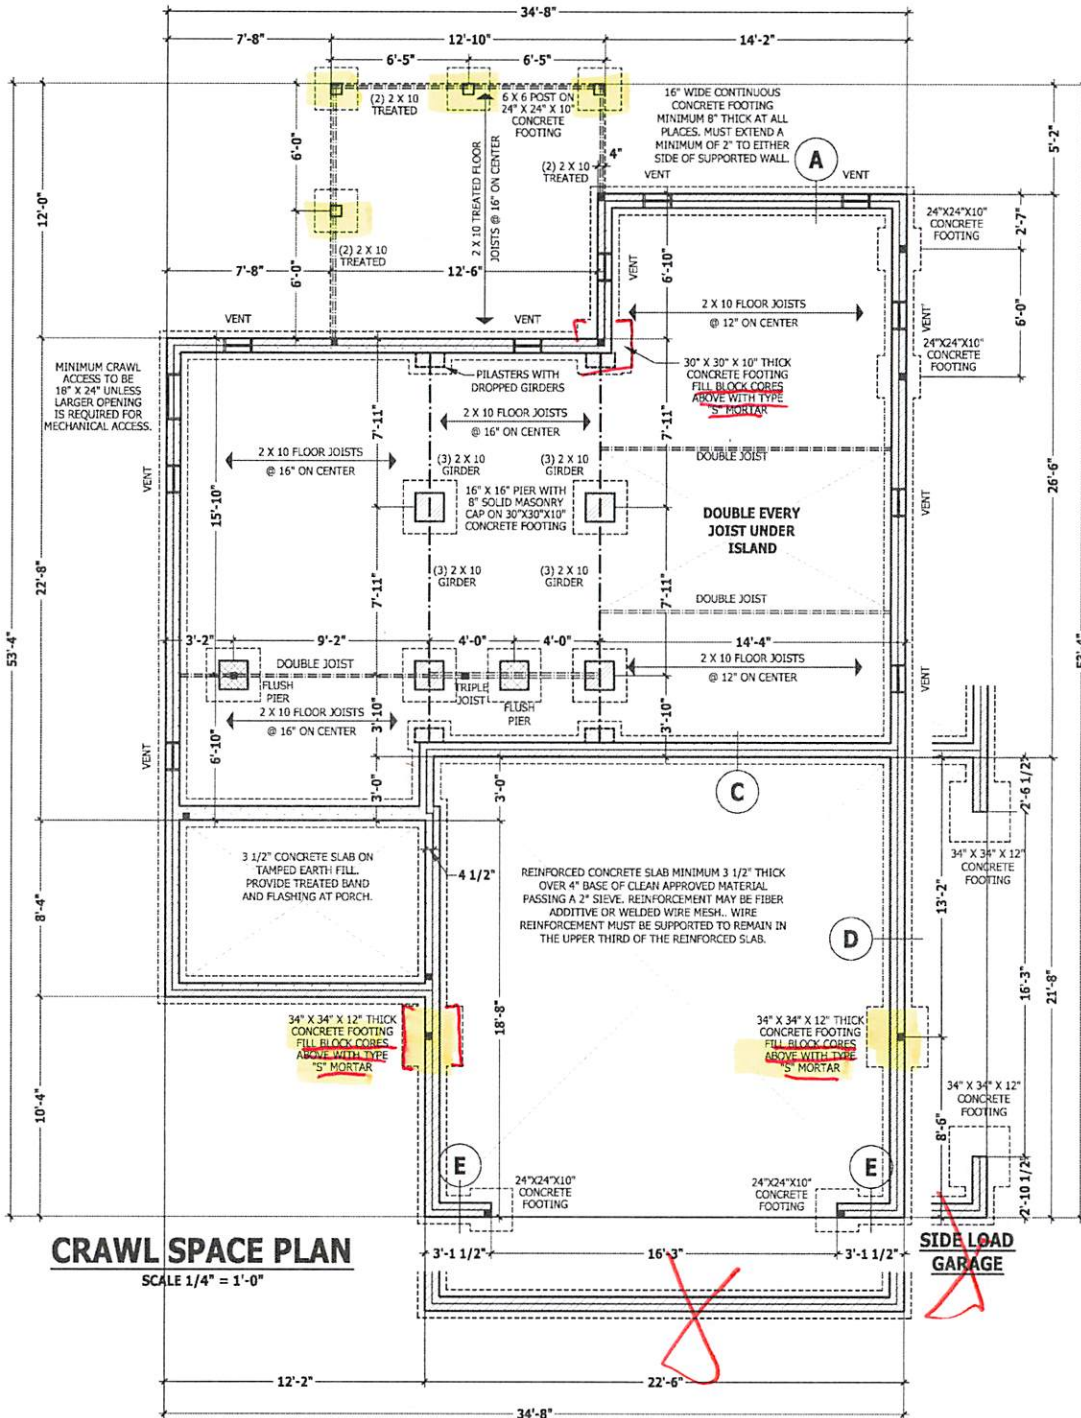 34'-8"
7'-8"
12'-10"
14'-2"
6'-5"
6'-5"
(2) 2 X 10
TREATED
6 X 6 POST ON
24" X 24" X 10"
CONCRETE
FOOTING
16" WIDE CONTINUOUS
CONCRETE FOOTING
MINIMUM 8" THICK AT ALL
PLACES. MUST EXTEND A
MINIMUM OF 2" TO EITHER
SIDE OF SUPPORTED WALL.
5'-2"
6'-0"
12'-0"
2 X 10 TREATED FLOOR
JOISTS @ 16" ON CENTER
4"
(2) 2 X 10
TREATED
A
VENT
VENT
24"X24"X10"
CONCRETE
FOOTING
2'-7"
(2) 2 X 10
TREATED
7'-8"
12'-6"
6'-0"
VENT
6'-10"
6'-0"
2 X 10 FLOOR JOISTS
@ 12" ON CENTER
VENT
VENT
VENT
24"X24"X10"
CONCRETE
FOOTING
MINIMUM CRAWL
ACCESS TO BE
18" X 24" UNLESS
LARGER OPENING
IS REQUIRED FOR
MECHANICAL ACCESS.
PILASTERS WITH
DROPPED GIRDERS
30" X 30" X 10" THICK
CONCRETE FOOTING
FILL BLOCK CORES
ABOVE WITH TYPE
"S" MORTAR
7'-11"
2 X 10 FLOOR JOISTS
@ 16" ON CENTER
7'-11"
2 X 10 FLOOR JOISTS
@ 16" ON CENTER
(3) 2 X 10
GIRDER
(3) 2 X 10
GIRDER
DOUBLE JOIST
26'-6"
VENT
15'-10"
16" X 16" PIER WITH
8" SOLID MASONRY
CAP ON 30"X30"X10"
CONCRETE FOOTING
DOUBLE EVERY
JOIST UNDER
ISLAND
VENT
22'-8"
7'-11"
(3) 2 X 10
GIRDER
(3) 2 X 10
GIRDER
7'-11"
DOUBLE JOIST
53'-4"
3'-2"
9'-2"
4'-0"
4'-0"
14'-4"
53'-4"
DOUBLE JOIST
2 X 10 FLOOR JOISTS
@ 12" ON CENTER
VENT
FLUSH
PIER
TRIPLE
JOIST
FLUSH
PIER
2 X 10 FLOOR JOISTS
@ 16" ON CENTER
3'-10"
3'-10"
VENT
6'-10"
3'-0"
3'-0"
C
2'-6 1/2"
3 1/2" CONCRETE SLAB ON
TAMPED EARTH FILL.
PROVIDE TREATED BAND
AND FLASHING AT PORCH.
4 1/2"
REINFORCED CONCRETE SLAB MINIMUM 3 1/2" THICK
OVER 4" BASE OF CLEAN APPROVED MATERIAL
PASSING A 2" SIEVE. REINFORCEMENT MAY BE FIBER
ADDITIVE OR WELDED WIRE MESH.. WIRE
REINFORCEMENT MUST BE SUPPORTED TO REMAIN IN
THE UPPER THIRD OF THE REINFORCED SLAB.
34" X 34" X 12"
CONCRETE
FOOTING
8'-4"
13'-2"
D
16'-3"
21'-8"
18'-8"
34" X 34" X 12" THICK
CONCRETE FOOTING
FILL BLOCK CORES
ABOVE WITH TYPE
"S" MORTAR
34" X 34" X 12" THICK
CONCRETE FOOTING
FILL BLOCK CORES
ABOVE WITH TYPE
"S" MORTAR
34" X 34" X 12"
CONCRETE
FOOTING
10'-4"
8'-6"
E
24"X24"X10"
CONCRETE
FOOTING
24"X24"X10"
CONCRETE
FOOTING
E
2'-10 1/2"
CRAWL SPACE PLAN
SCALE 1/4" = 1'-0"
3'-1 1/2"
16'-3"
3'-1 1/2"
SIDE LOAD
GARAGE
12'-2"
22'-6"
34'-8"